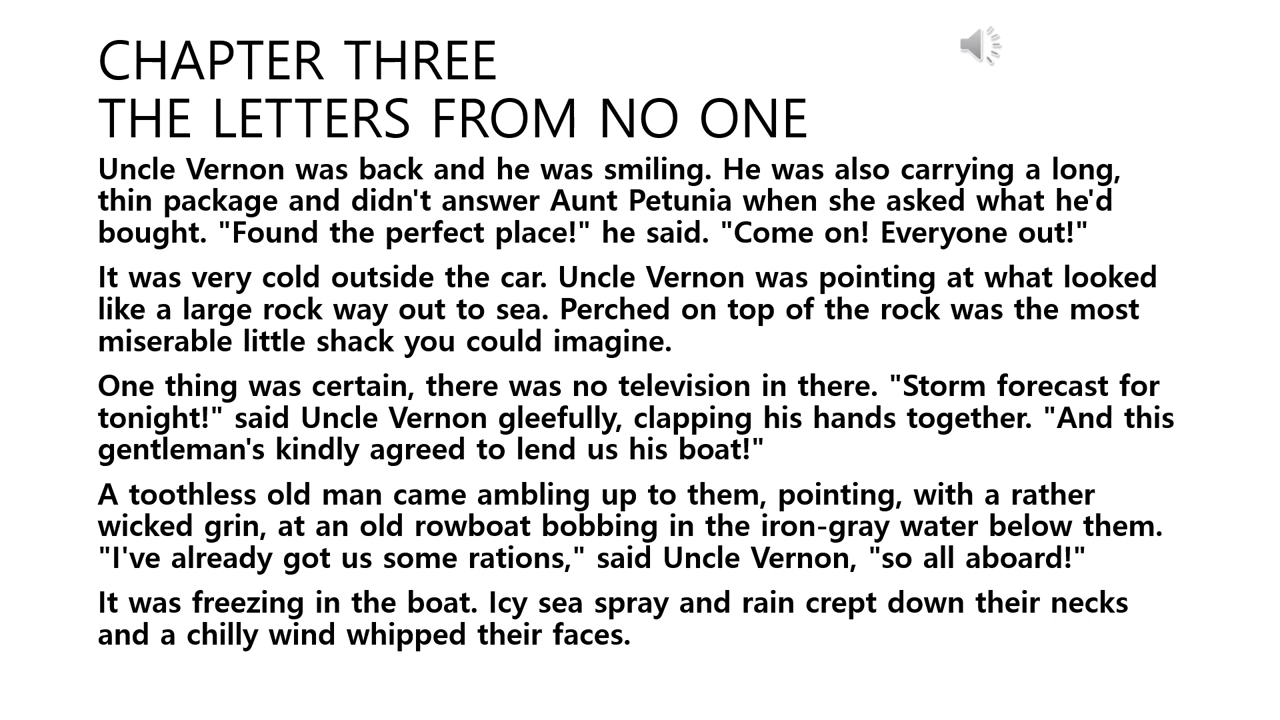 CHAPTER THREE
THE LETTERS FROM NO ONE
Uncle Vernon was back and he was smiling. He was also carrying a long,
thin package and didn't answer Aunt Petunia when she asked what he'd
bought. "Found the perfect place!" he said. "Come on! Everyone out!"
It was very cold outside the car. Uncle Vernon was pointing at what looked
like a large rock way out to sea. Perched on top of the rock was the most
miserable little shack you could imagine.
One thing was certain, there was no television in there. "Storm forecast for
tonight!" said Uncle Vernon gleefully, clapping his hands together. "And this
gentleman's kindly agreed to lend us his boat!"
A toothless old man came ambling up to them, pointing, with a rather
wicked grin, at an old rowboat bobbing in the iron-gray water below them.
"I've already got us some rations," said Uncle Vernon, "so all aboard!"
It was freezing in the boat. Icy sea spray and rain crept down their necks
and a chilly wind whipped their faces.